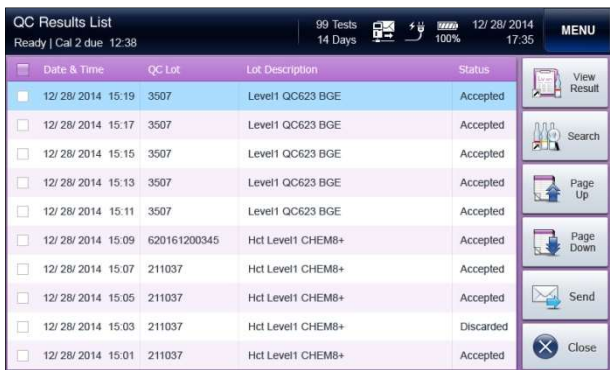 QC Results List
Ready | Cal 2 due 12:38
99 Tests
14 Days
100%
12/ 28/ 2014
17:35
MENU
Date & Time QC Lot Lot Description Status
12/ 28/ 2014 15:19 3507 Level1 QC623 BGE Accepted
12/ 28/ 2014 15:17 3507 Level1 QC623 BGE Accepted
12/ 28/ 2014 15:15 3507 Level1 QC623 BGE Accepted
12/ 28/ 2014 15:13 3507 Level1 QC623 BGE Accepted
12/ 28/ 2014 15:11 3507 Level1 QC623 BGE Accepted
12/ 28/ 2014 15:09 620161200345 Hct Level1 CHEM8+ Accepted
12/ 28/ 2014 15:07 211037 Hct Level1 CHEM8+ Accepted
12/ 28/ 2014 15:05 211037 Hct Level1 CHEM8+ Accepted
12/ 28/ 2014 15:03 211037 Hct Level1 CHEM8+ Discarded
12/ 28/ 2014 15:01 211037 Hct Level1 CHEM8+ Accepted
View
Result
Search
Page
Up
Page
Down
Send
Close